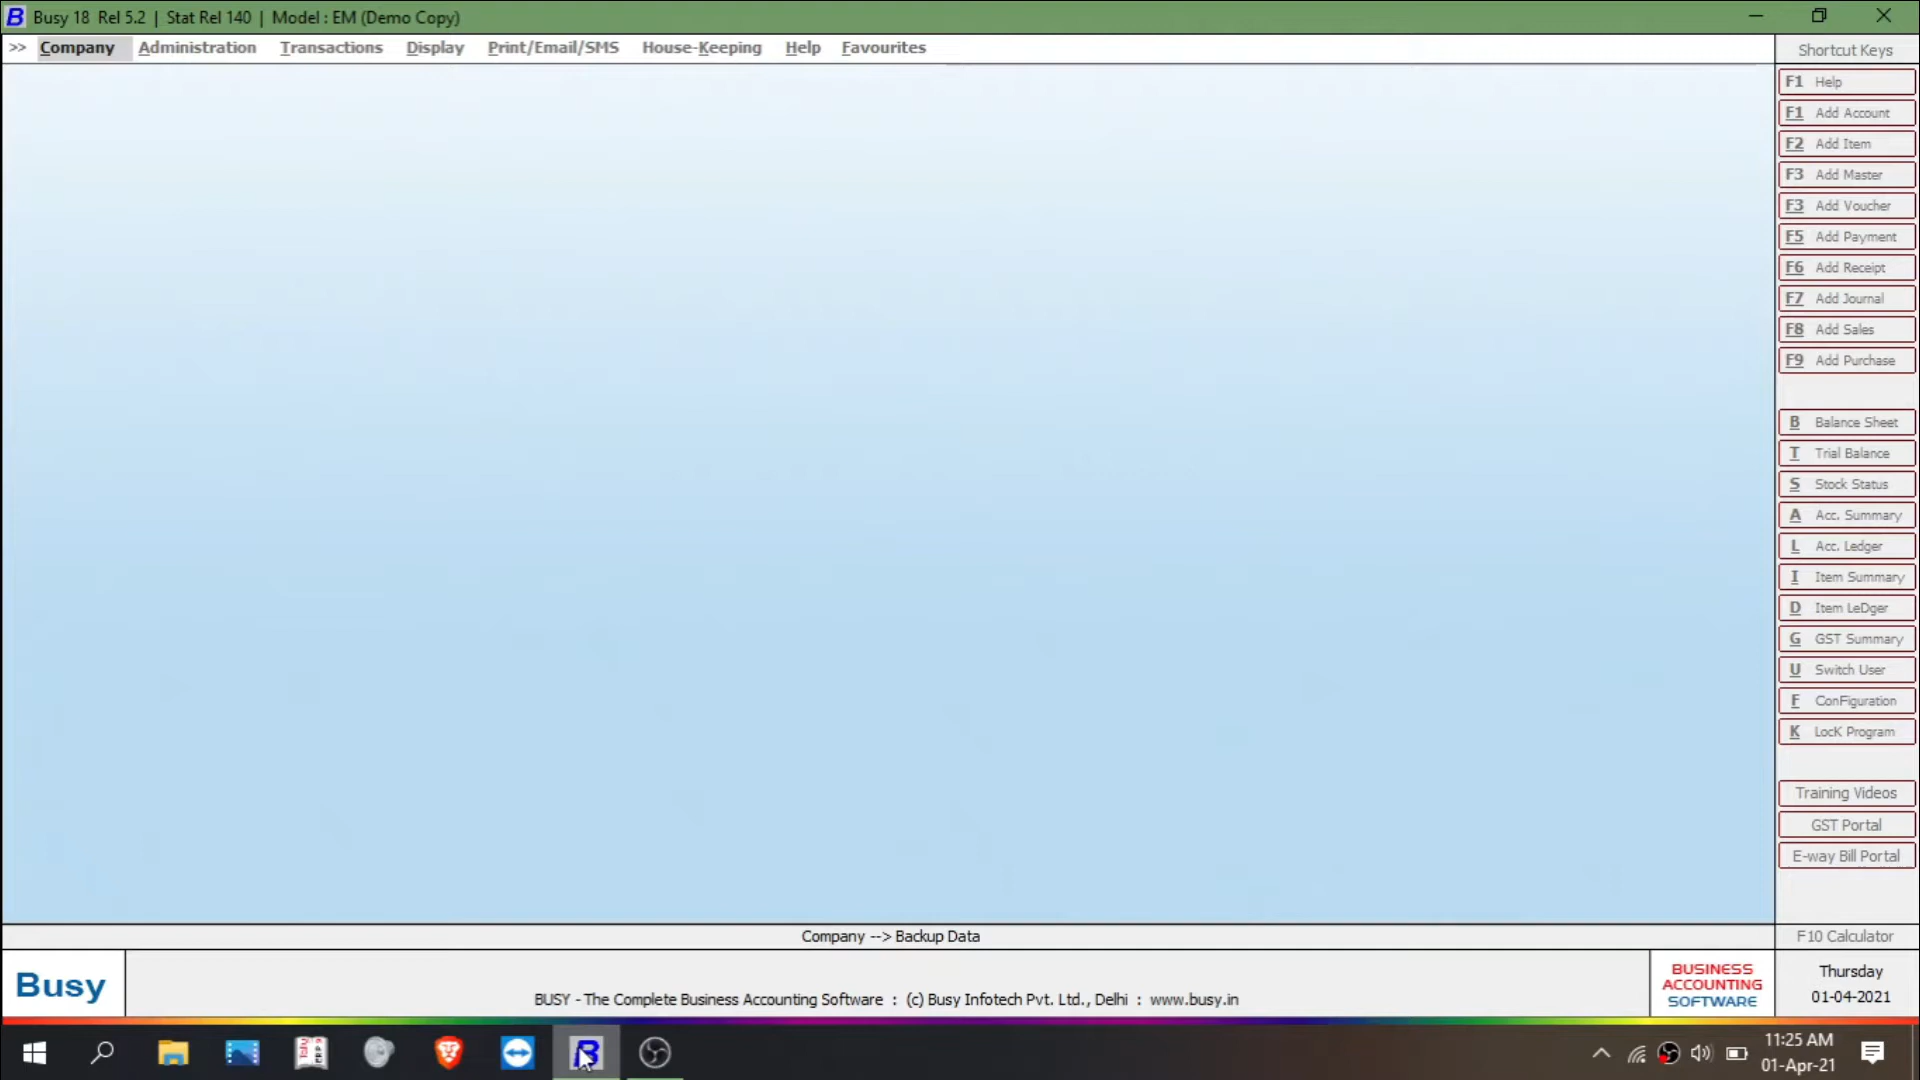 B Busy 18 Rel 5.2 | Stat Rel 140 | Model : EM (Demo Copy)
>> Company Administration Transactions Display Print/Email/SMS House-Keeping Help Favourites
Shortcut Keys
F1 Help
F1 Add Account
F2 Add Item
F3 Add Master
F3 Add Voucher
F5 Add Payment
F6 Add Receipt
F7 Add Journal
F8 Add Sales
F9 Add Purchase
B Balance Sheet
T Trial Balance
S Stock Status
A Acc. Summary
L Acc. Ledger
I Item Summary
D Item LeDger
G GST Summary
U Switch User
F ConFiguration
K LocK Program
Training Videos
GST Portal
E-way Bill Portal
Company --> Backup Data
F10 Calculator
Busy
BUSY - The Complete Business Accounting Software : (c) Busy Infotech Pvt. Ltd., Delhi : www.busy.in
BUSINESS
ACCOUNTING
SOFTWARE
Thursday
01-04-2021
Tally
B
11:25 AM
01-Apr-21